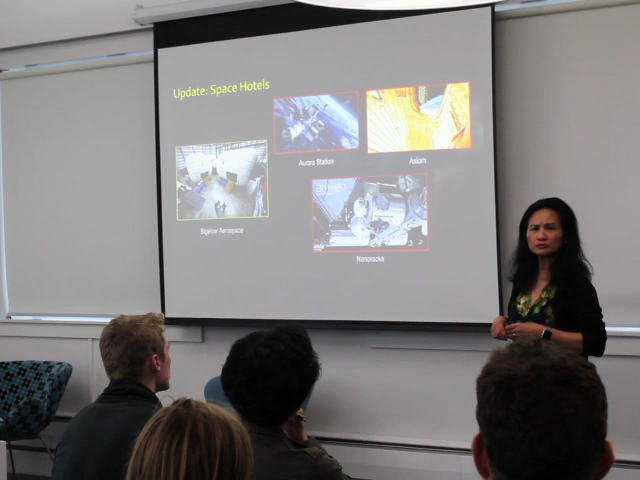 Update: Space Hotels
Aurora Station
Axiom
Bigelow Aerospace
Nanoracks